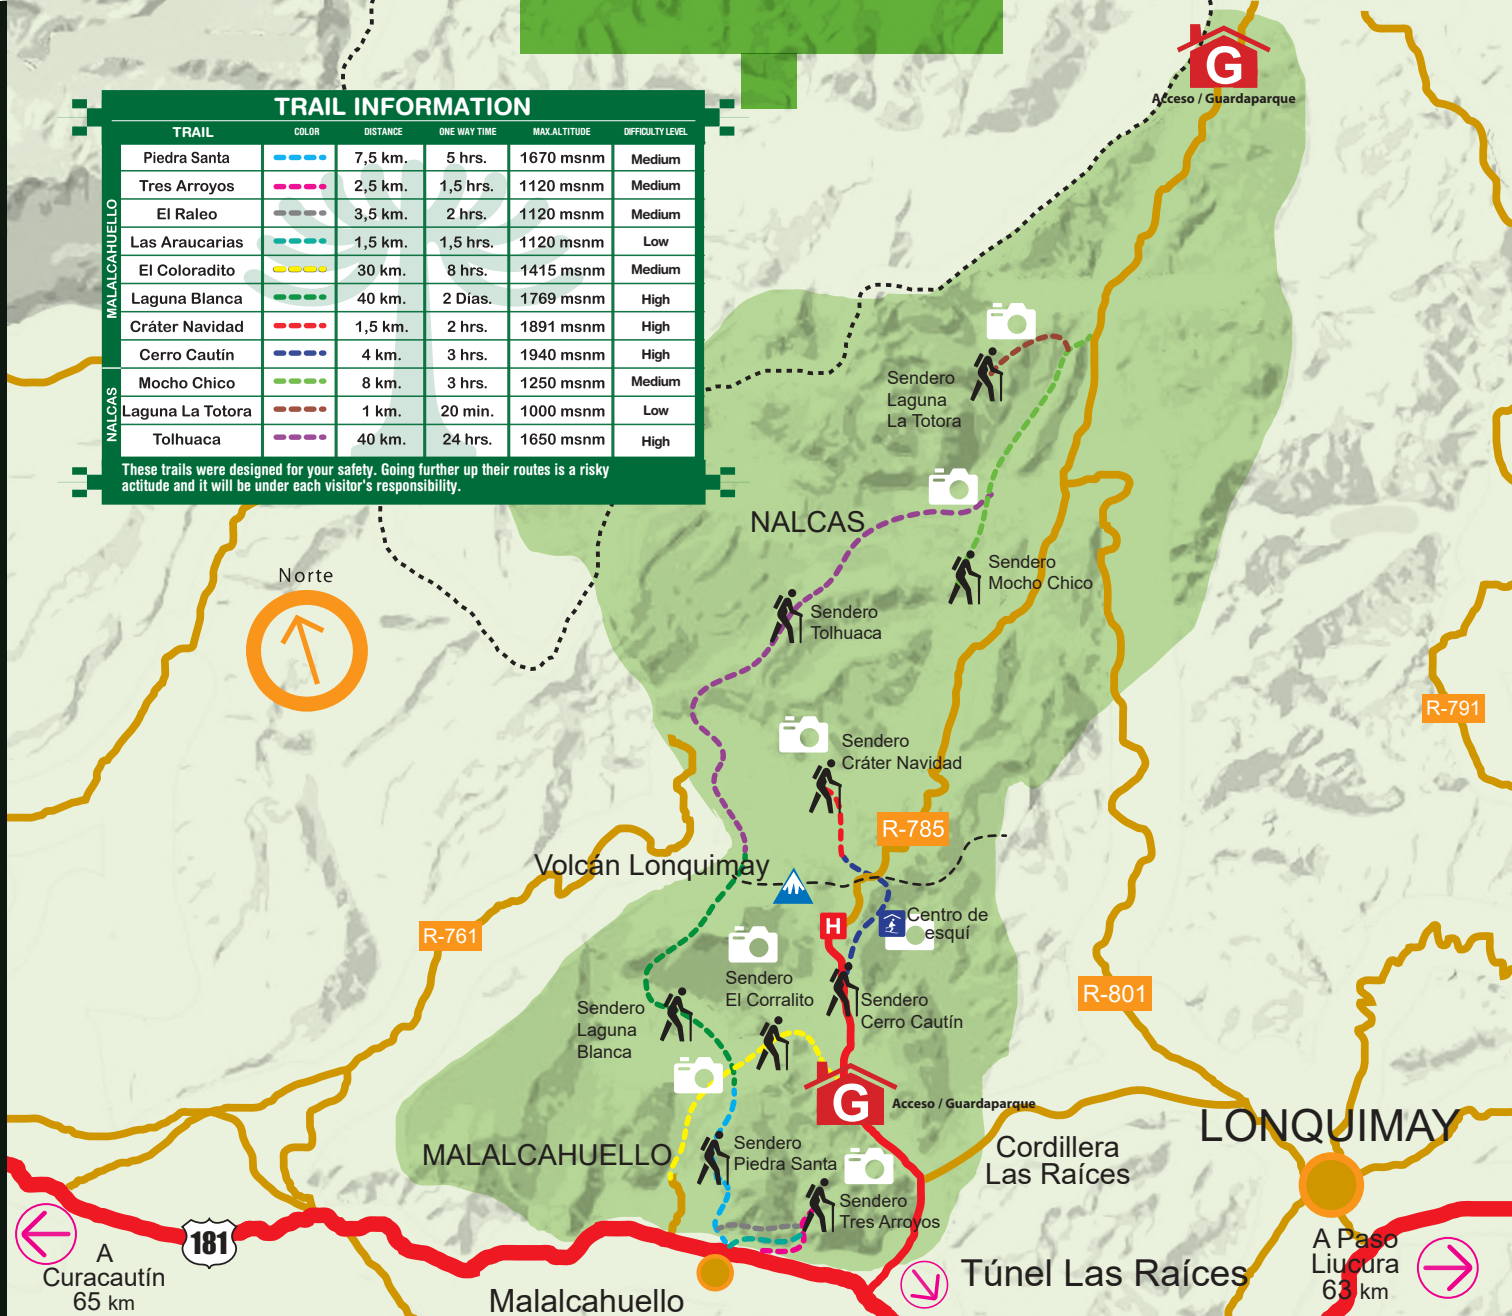 G
Acceso / Guardaparque
TRAIL INFORMATION
TRAIL COLOR DISTANCE ONE WAY TIME MAX.ALTITUDE DIFFICULTY LEVEL
MALALCAHUELLO
Piedra Santa 7,5 km. 5 hrs. 1670 msnm Medium
Tres Arroyos 2,5 km. 1,5 hrs. 1120 msnm Medium
El Raleo 3,5 km. 2 hrs. 1120 msnm Medium
Las Araucarias 1,5 km. 1,5 hrs. 1120 msnm Low
El Coloradito 30 km. 8 hrs. 1415 msnm Medium
Laguna Blanca 40 km. 2 Días. 1769 msnm High
Cráter Navidad 1,5 km. 2 hrs. 1891 msnm High
Cerro Cautín 4 km. 3 hrs. 1940 msnm High
NALCAS
Mocho Chico 8 km. 3 hrs. 1250 msnm Medium
Laguna La Totora 1 km. 20 min. 1000 msnm Low
Tolhuaca 40 km. 24 hrs. 1650 msnm High
These trails were designed for your safety. Going further up their routes is a risky
actitude and it will be under each visitor's responsibility.
Sendero
Laguna
La Totora
NALCAS
Norte
Sendero
Mocho Chico
Sendero
Tolhuaca
R-791
Sendero
Cráter Navidad
R-785
Volcán Lonquimay
R-761
H
Centro de
esquí
Sendero
El Corralito
Sendero
Cerro Cautín
R-801
Sendero
Laguna
Blanca
G
Acceso / Guardaparque
LONQUIMAY
MALALCAHUELLO
Sendero
Piedra Santa
Cordillera
Las Raíces
Sendero
Tres Arroyos
181
A
Curacautín
65 km
A Paso
Liucura
63 km
Túnel Las Raíces
Malalcahuello